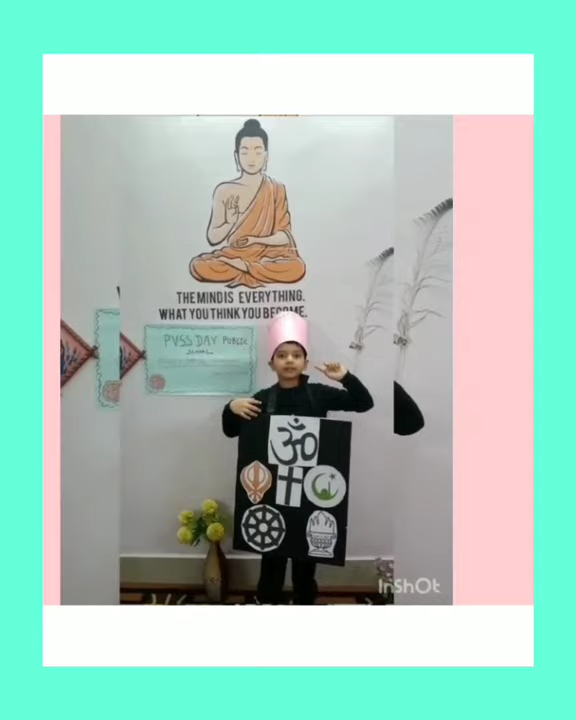 THE MIND IS EVERYTHING.
WHAT YOU THINK YOU BECOME.
PVSS DAY PUBLIC
SCHOOL
ॐ
InShOt